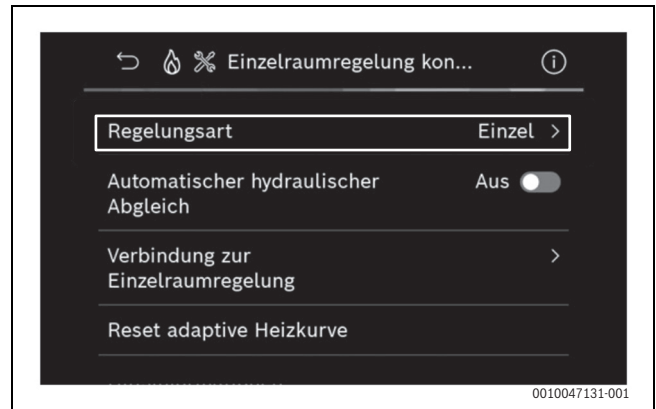 Einzelraumregelung kon...
Regelungsart Einzel
Automatischer hydraulischer Aus
Abgleich
Verbindung zur
Einzelraumregelung
Reset adaptive Heizkurve
0010047131-001